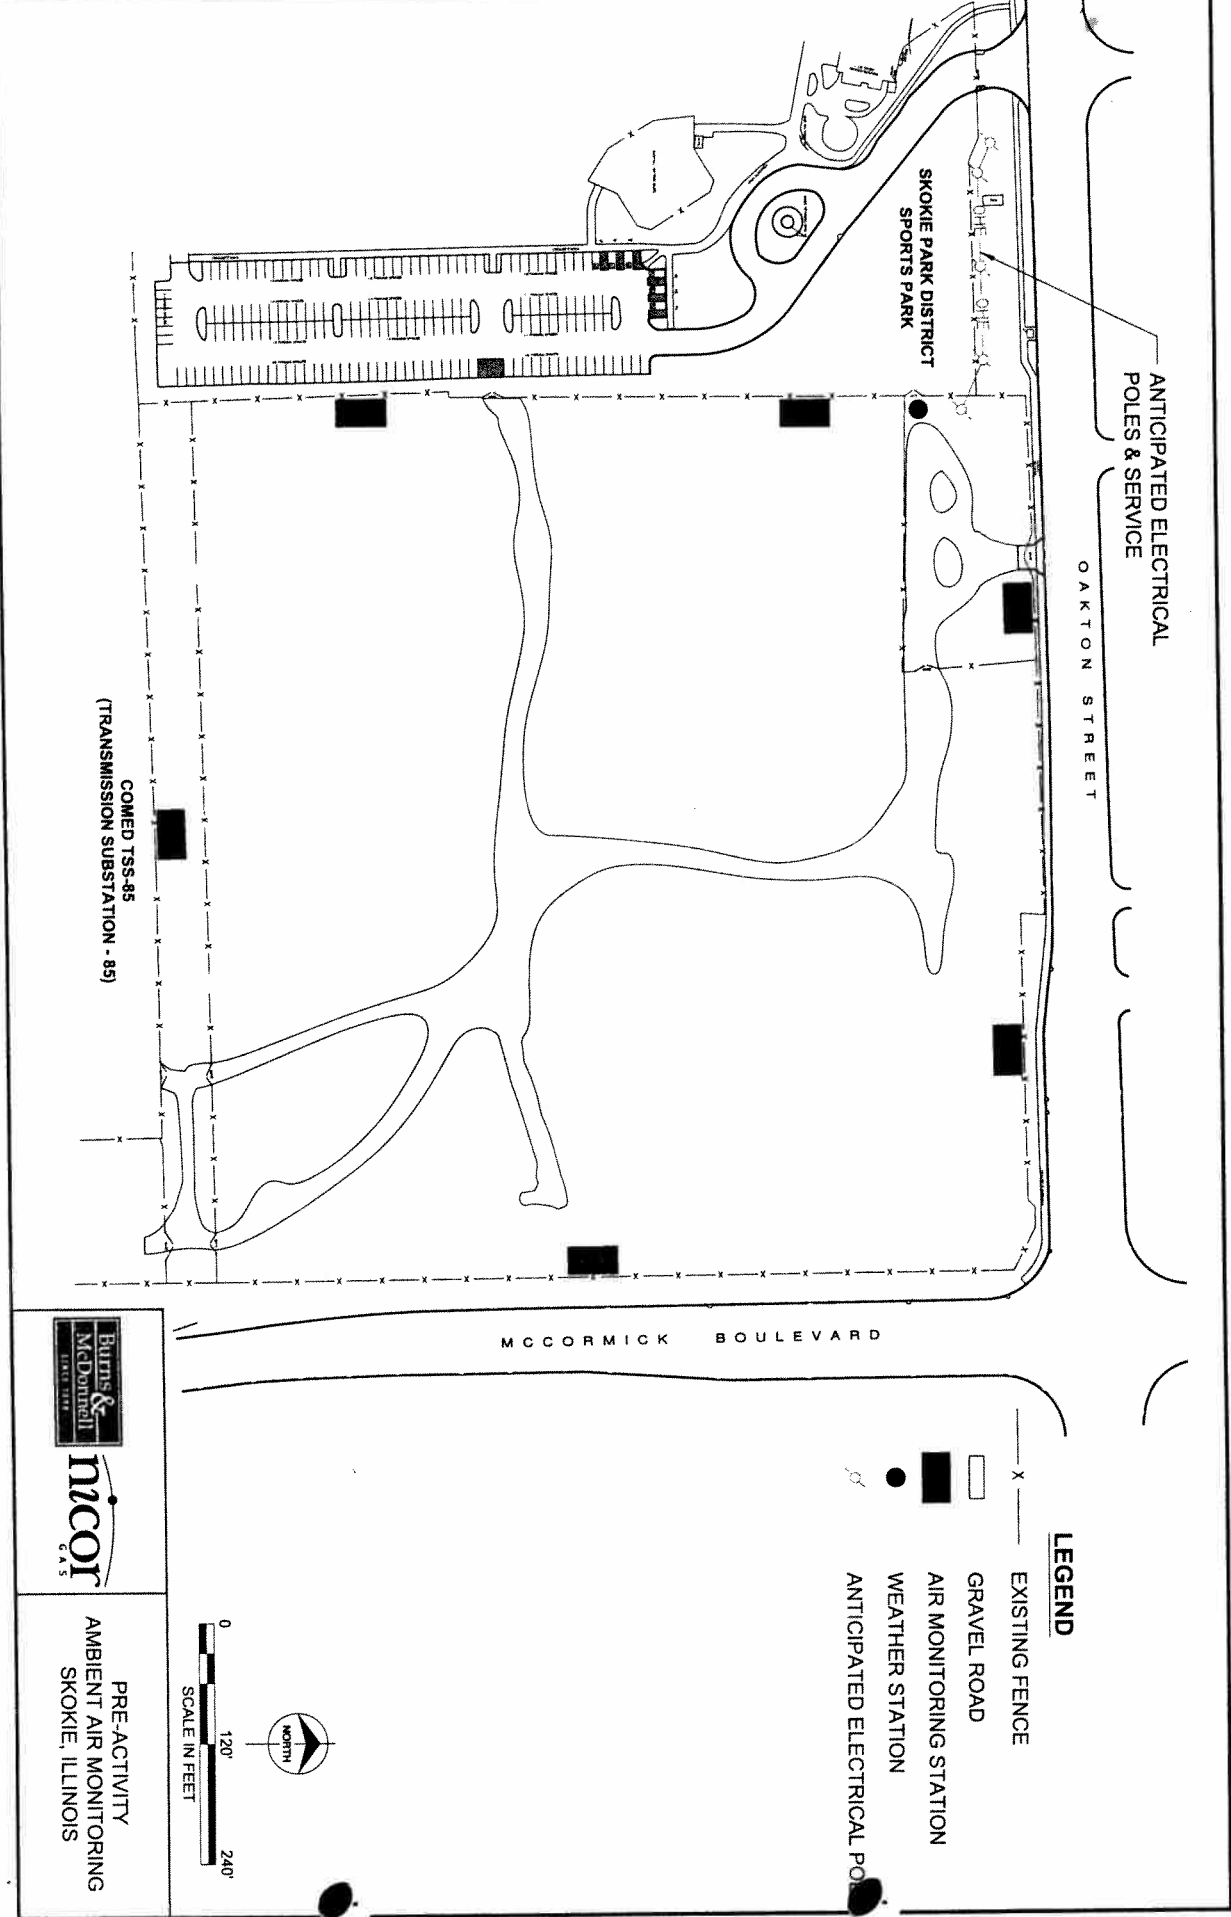 ANTICIPATED ELECTRICAL
POLES & SERVICE
OAKTON STREET
SKOKIE PARK DISTRICT
SPORTS PARK
OHE
OHE
COMED TSS-85
(TRANSMISSION SUBSTATION - 85)
MCCORMICK BOULEVARD
LEGEND
EXISTING FENCE
GRAVEL ROAD
AIR MONITORING STATION
WEATHER STATION
ANTICIPATED ELECTRICAL
NORTH
0 120' 240'
SCALE IN FEET
Burns &
McDonnell
nicor
GAS
PRE-ACTIVITY
AMBIENT AIR MONITORING
SKOKIE, ILLINOIS